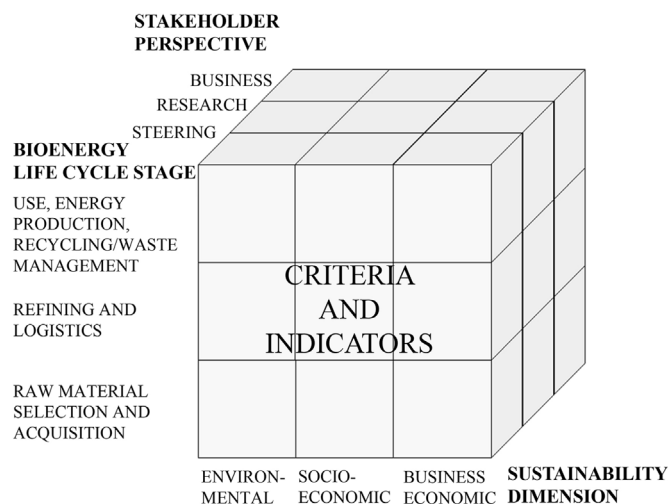 STAKEHOLDER
PERSPECTIVE
BUSINESS
RESEARCH
STEERING
BIOENERGY
LIFE CYCLE STAGE
USE, ENERGY
PRODUCTION,
RECYCLING/WASTE
MANAGEMENT
REFINING AND
LOGISTICS
RAW MATERIAL
SELECTION AND
ACQUISITION
CRITERIA
AND
INDICATORS
ENVIRON-
MENTAL
SOCIO-
ECONOMIC
BUSINESS
ECONOMIC
SUSTAINABILITY
DIMENSION